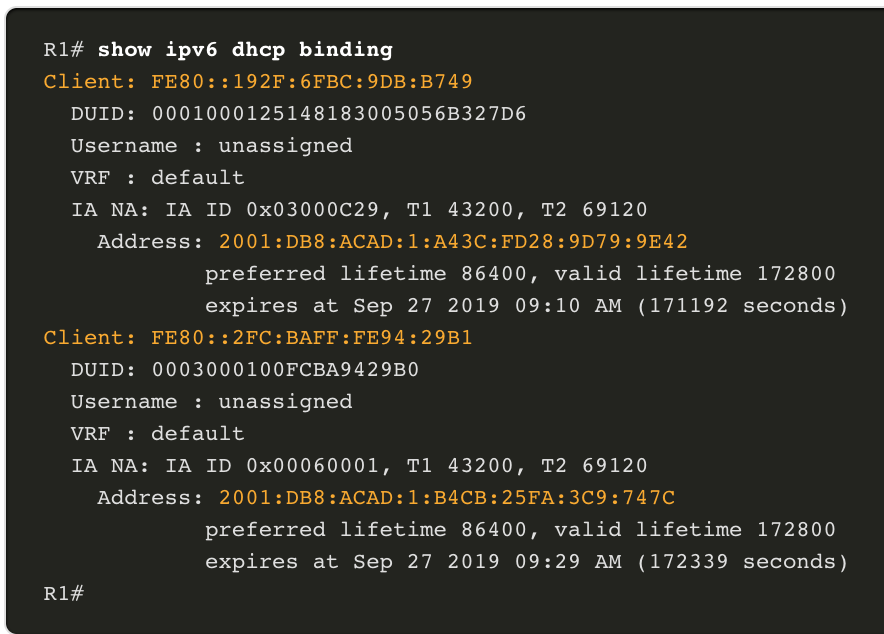 R1# show ipv6 dhcp binding
Client: FE80::192F:6FBC:9DB:B749
DUID: 0001000125148183005056B327D6
Username : unassigned
VRF : default
IA NA: IA ID 0x03000C29, T1 43200, T2 69120
Address: 2001:DB8:ACAD:1:A43C:FD28:9D79:9E42
preferred lifetime 86400, valid lifetime 172800
expires at Sep 27 2019 09:10 AM (171192 seconds)
Client: FE80::2FC:BAFF:FE94:29B1
DUID: 0003000100FCBA9429B0
Username : unassigned
VRF : default
IA NA: IA ID 0x00060001, T1 43200, T2 69120
Address: 2001:DB8:ACAD:1:B4CB:25FA:3C9:747C
preferred lifetime 86400, valid lifetime 172800
expires at Sep 27 2019 09:29 AM (172339 seconds)
R1#